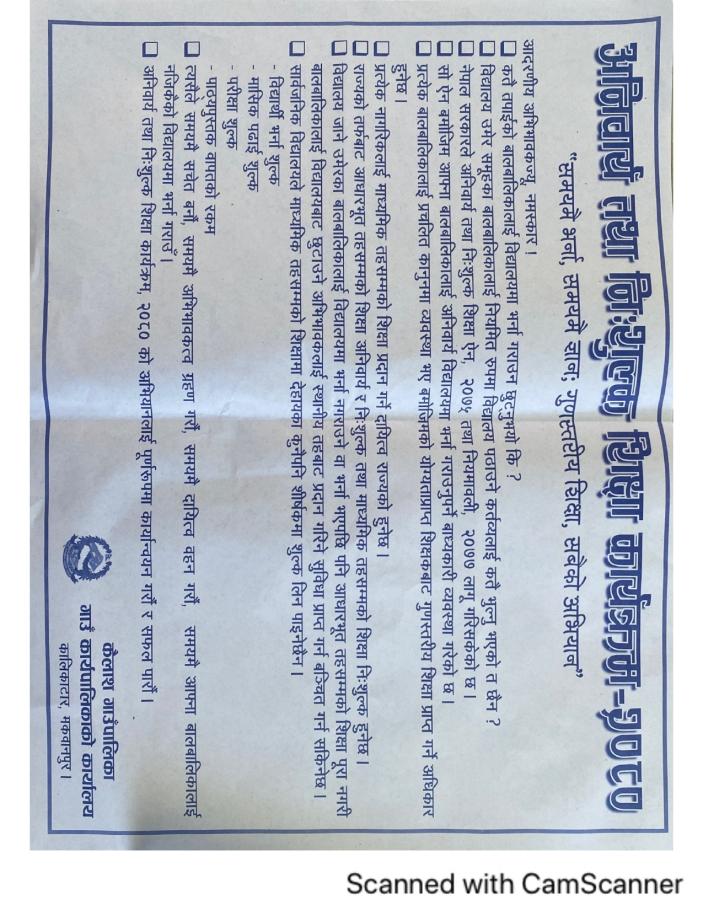 अनिवार्य तथा निःशुल्क शिक्षा कार्यक्रम-२०८०
"समयमै भर्ना, समयमै ज्ञान; गुणस्तरीय शिक्षा, सबैको अभियान"
आदरणीय अभिभावकज्यू नमस्कार !
कतै तपाईंको बालबालिकालाई विद्यालयमा भर्ना गराउन छुट्नुभयो कि ?
विद्यालय उमेर समूहका बालबालिकालाई नियमित रुपमा विद्यालय पठाउने कार्यलाई कतै भुल्नु भएको त छैन ?
नेपाल सरकारले अनिवार्य तथा निःशुल्क शिक्षा ऐन, २०७५ तथा नियमावली, २०७७ लागू गरिसकेको छ ।
सो ऐन बमोजिम आफ्ना बालबालिकालाई अनिवार्य विद्यालयमा भर्ना गराउनुपर्ने बाध्यकारी व्यवस्था गरेको छ ।
प्रत्येक बालबालिकालाई प्रचलित कानूनमा व्यवस्था भए बमोजिमको योग्यताप्राप्त शिक्षकबाट गुणस्तरीय शिक्षा प्राप्त गर्ने अधिकार
हुनेछ ।
प्रत्येक नागरिकलाई माध्यमिक तहसम्मको शिक्षा प्रदान गर्ने दायित्व राज्यको हुनेछ ।
राज्यको तर्फबाट आधारभूत तहसम्मको शिक्षा अनिवार्य र निःशुल्क तथा माध्यमिक तहसम्मको शिक्षा निःशुल्क हुनेछ ।
विद्यालय जाने उमेरका बालबालिकालाई विद्यालयमा भर्ना नगराउने वा भर्ना भएपछि पनि आधारभूत तहसम्मको शिक्षा पूरा नगरी
बालबालिकालाई विद्यालयबाट छुटाउने अभिभावकलाई स्थानीय तहबाट प्रदान गरिने सुविधा प्राप्त गर्न बञ्चित गर्न सकिनेछ ।
सार्वजनिक विद्यालयले माध्यमिक तहसम्मको शिक्षामा देहायका कुनैपनि शीर्षकमा शुल्क लिन पाइनेछैन ।
- विद्यार्थी भर्ना शुल्क
- मासिक पढाई शुल्क
- परीक्षा शुल्क
- पाठ्यपुस्तक बापतको रकम
त्यसैले समयमै सचेत बनौं, समयमै अभिभावकत्व ग्रहण गरौं, समयमै दायित्व वहन गरौं, समयमै आफ्ना बालबालिकालाई
नजिकैको विद्यालयमा भर्ना गराउं ।
अनिवार्य तथा निःशुल्क शिक्षा कार्यक्रम, २०८० को अभियानलाई पूर्णरुपमा कार्यान्वयन गरौं र सफल पारौं ।
कैलाश गाउँपालिका
गाउँ कार्यपालिकाको कार्यालय
कालिकाटार, मकवानपुर ।
Scanned with CamScanner